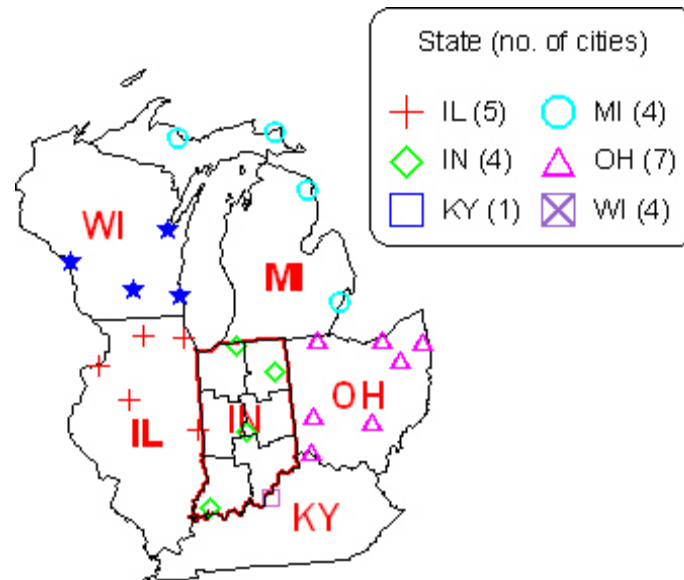 State (no. of cities)
IL (5)
MI (4)
IN (4)
OH (7)
KY (1)
WI (4)
WI
MI
OH
IN
IL
KY